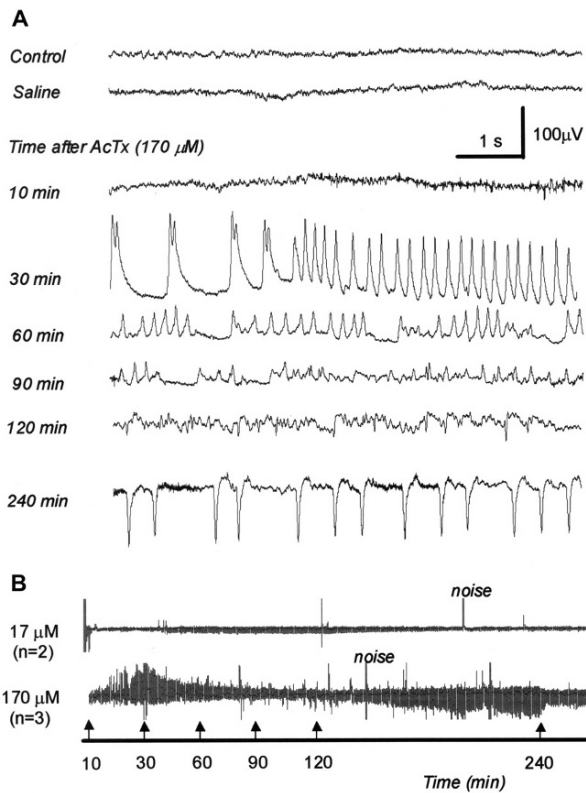 A
Control
Saline
1 s
100µV
Time after AcTx (170 µM)
10 min
30 min
60 min
90 min
120 min
240 min
B
noise
17 µM
(n=2)
noise
170 µM
(n=3)
10 30 60 90 120 240
Time (min)